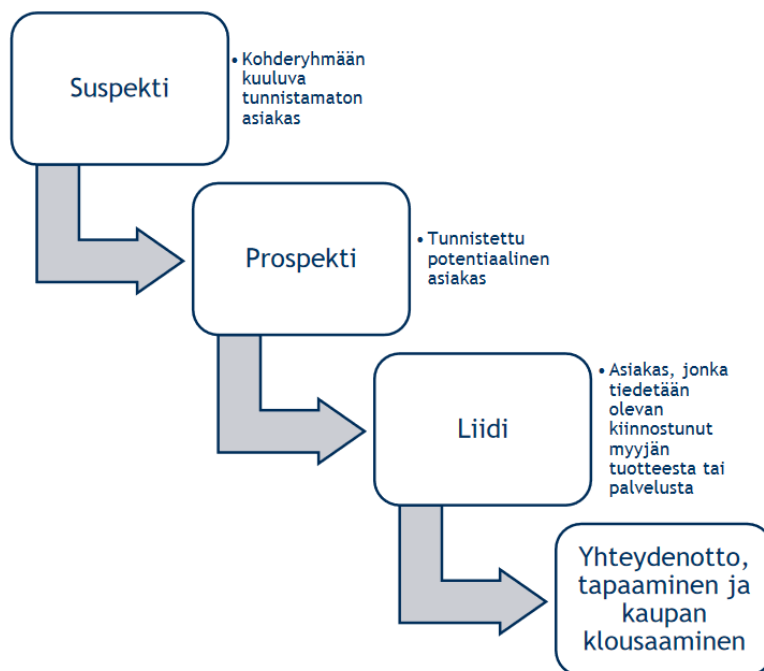 Suspekti
• Kohderyhmään
kuuluva
tunnistamaton
asiakas
Prospekti
• Tunnistettu
potentiaalinen
asiakas
Liidi
• Asiakas, jonka
tiedetään
olevan
kiinnostunut
myyjän
tuotteesta tai
palvelusta
Yhteydenotto,
tapaaminen ja
kaupan
klousaaminen